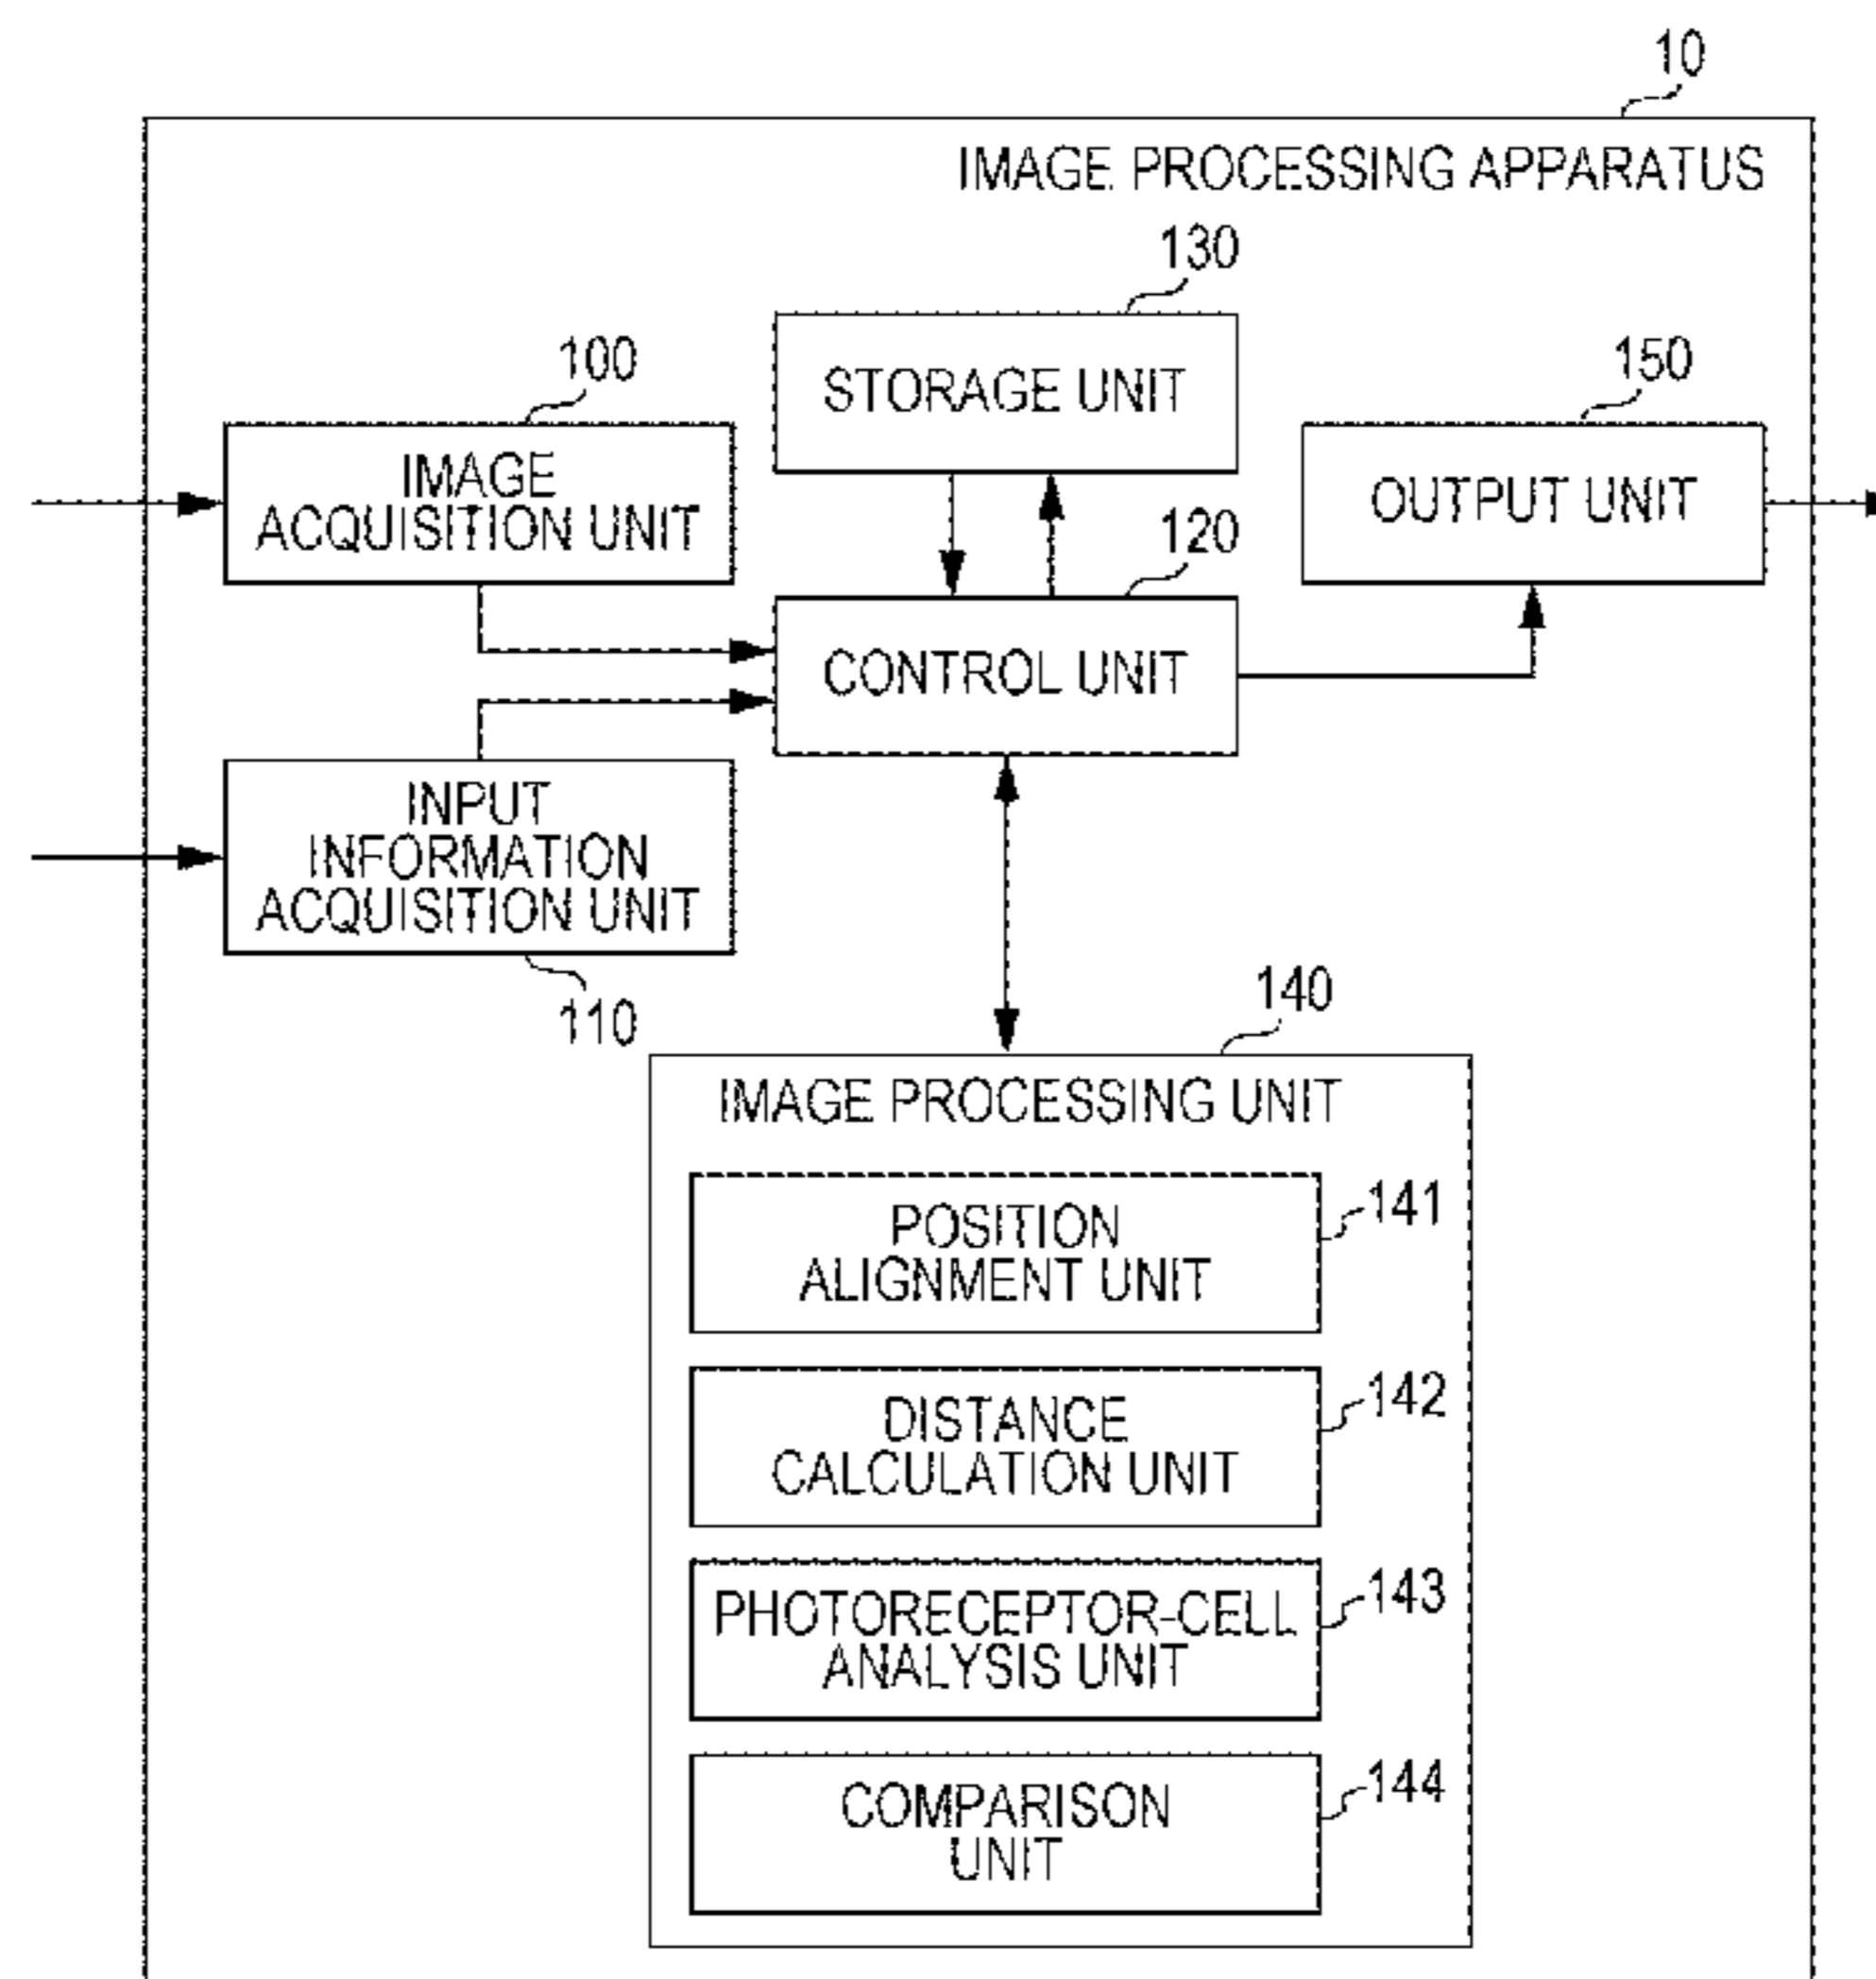 10
IMAGE PROCESSING APPARATUS
130
STORAGE UNIT
100
IMAGE
ACQUISITION UNIT
150
OUTPUT UNIT
120
CONTROL UNIT
INPUT
INFORMATION
ACQUISITION UNIT
110
140
IMAGE PROCESSING UNIT
POSITION
ALIGNMENT UNIT
141
DISTANCE
CALCULATION UNIT
142
PHOTORECEPTOR-CELL
ANALYSIS UNIT
143
COMPARISON
UNIT
144